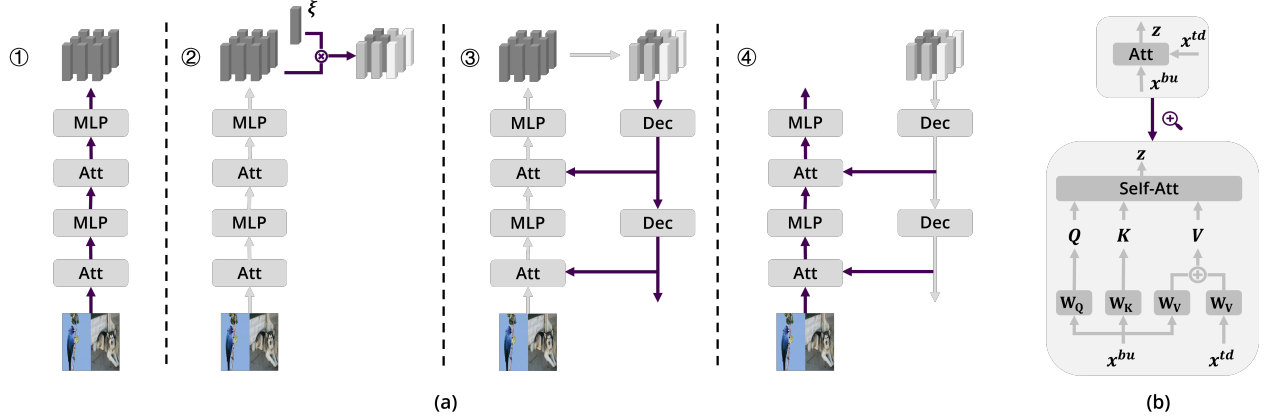 ①
MLP
Att
MLP
Att
②
ξ
MLP
Att
MLP
Att
③
MLP
Dec
Att
MLP
Dec
Att
④
MLP
Dec
Att
MLP
Dec
Att
(a)
z
Att
x^{td}
x^{bu}
z
Self-Att
Q K V
W_Q W_K W_V W_V
x^{bu} x^{td}
(b)